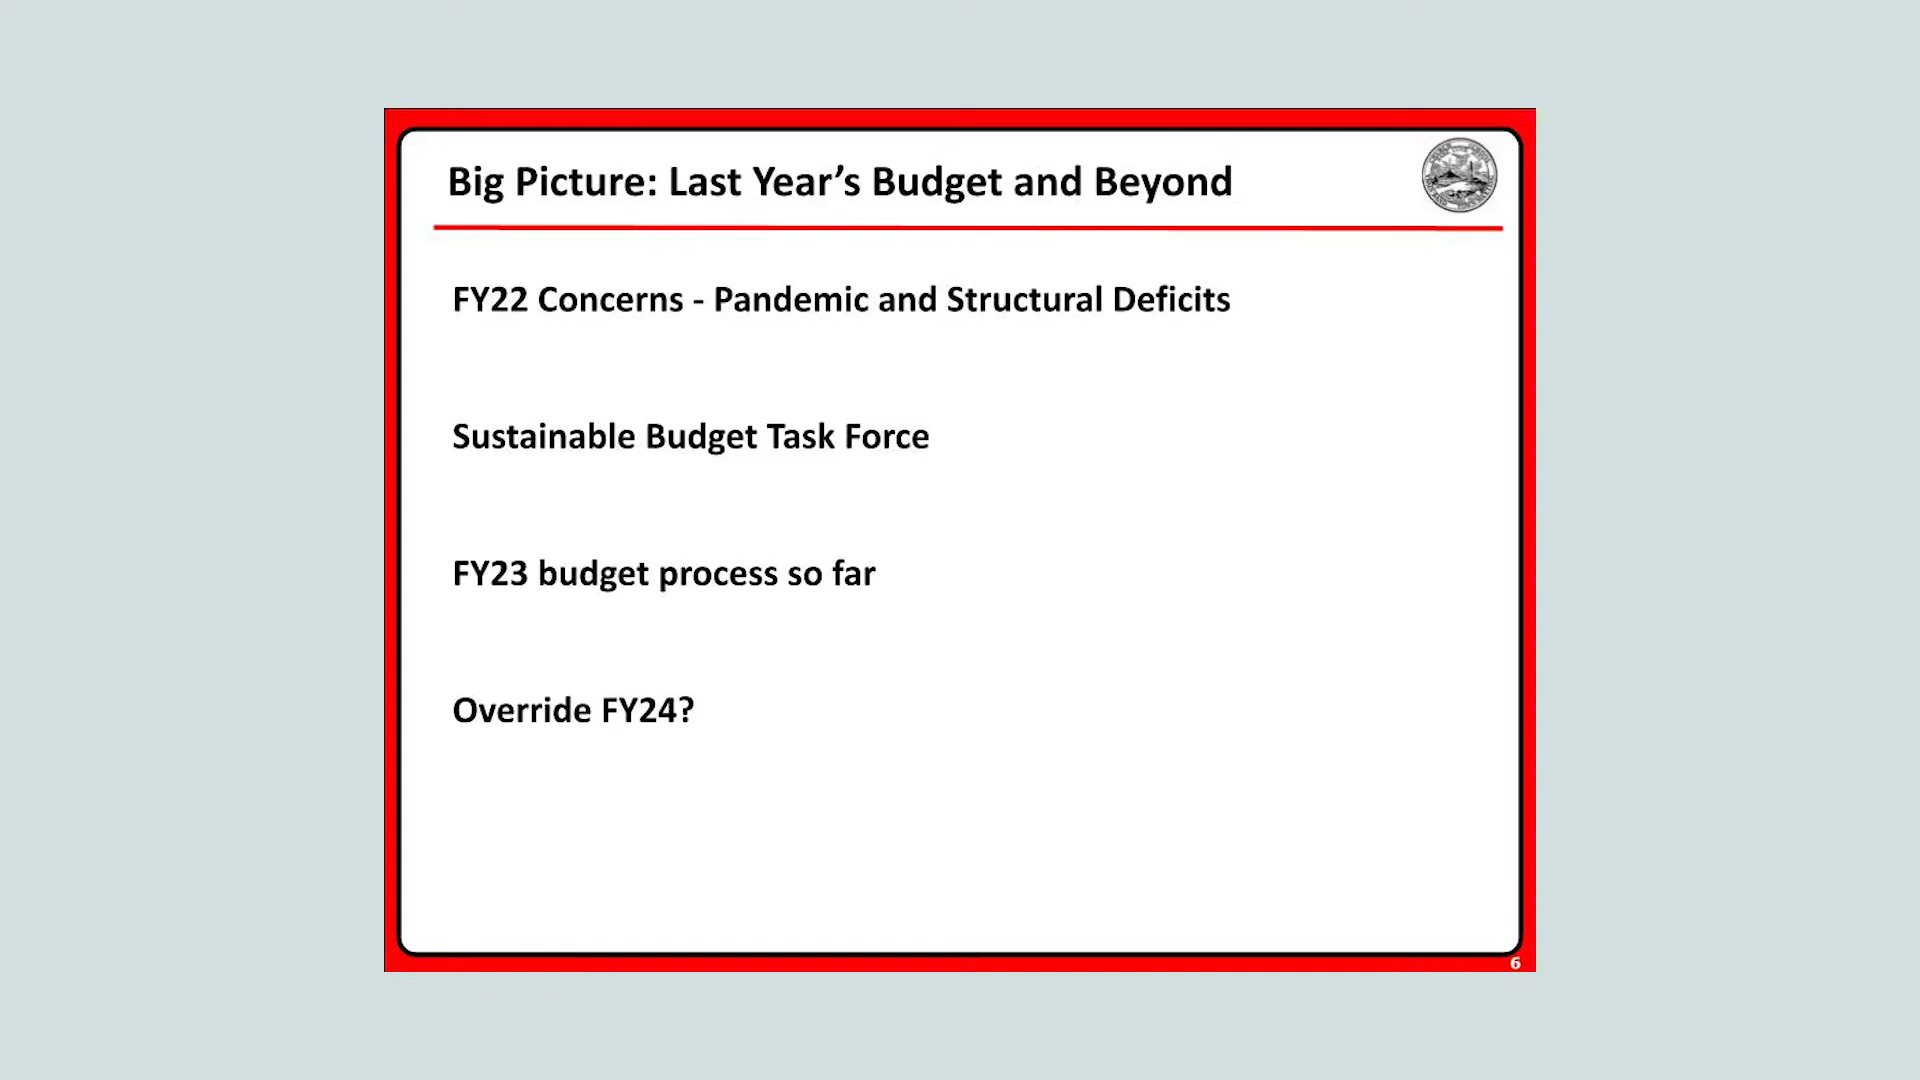 Big Picture: Last Year’s Budget and Beyond
FY22 Concerns - Pandemic and Structural Deficits
Sustainable Budget Task Force
FY23 budget process so far
Override FY24?
6